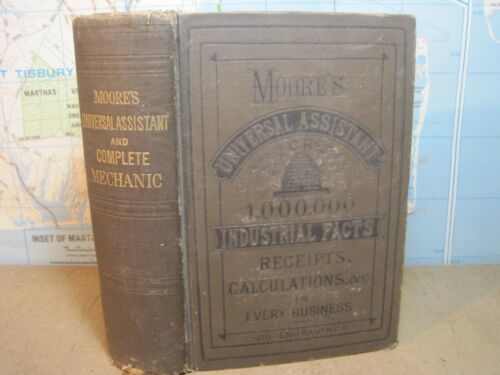 T TISBURY
MARTHAS
INSET OF MART
MOORE'S
UNIVERSAL ASSISTANT
AND
COMPLETE
MECHANIC
MOORE'S
UNIVERSAL ASSISTANT
OR
1,000,000
INDUSTRIAL FACTS
RECEIPTS,
CALCULATIONS, &C
IN
EVERY BUSINESS
500 ENGRAVINGS